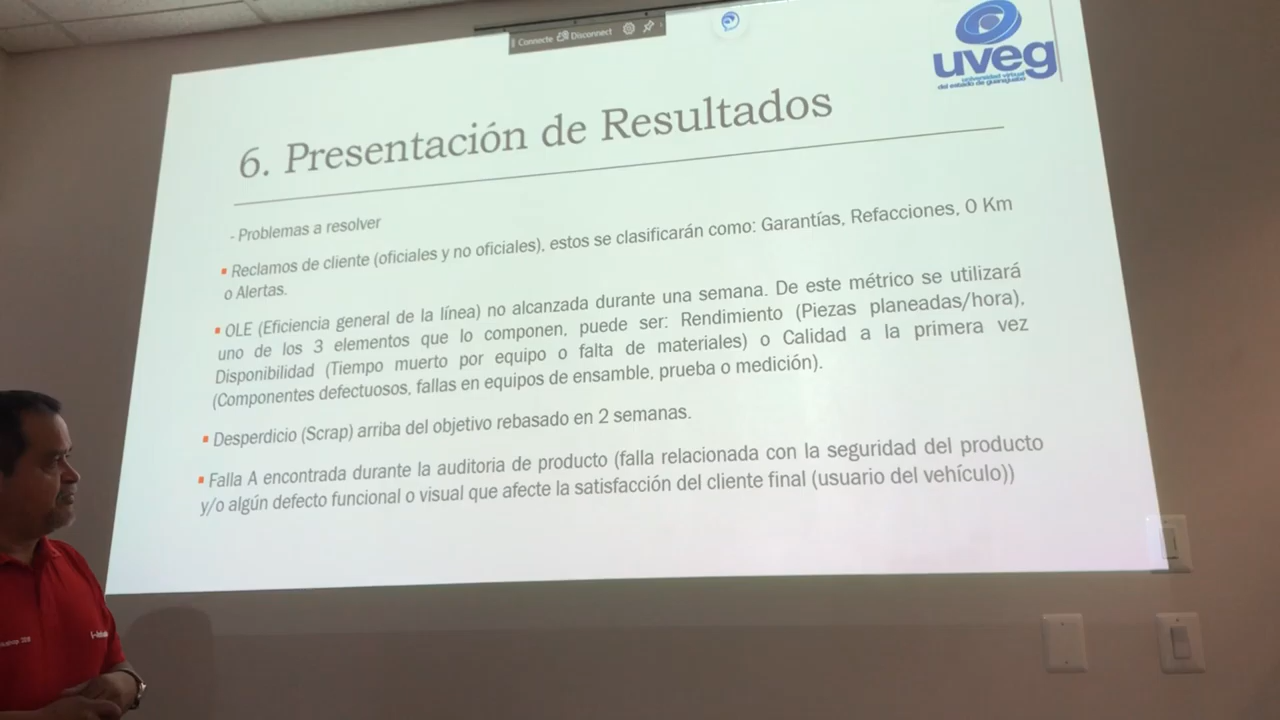 Connecte Disconnect
uveg
universidad virtual
del estado de guanajuato
6. Presentación de Resultados
- Problemas a resolver
▪ Reclamos de cliente (oficiales y no oficiales), estos se clasificarán como: Garantías, Refacciones, 0 Km
o Alertas.
▪ OLE (Eficiencia general de la línea) no alcanzada durante una semana. De este métrico se utilizará
uno de los 3 elementos que lo componen, puede ser: Rendimiento (Piezas planeadas/hora),
Disponibilidad (Tiempo muerto por equipo o falta de materiales) o Calidad a la primera vez
(Componentes defectuosos, fallas en equipos de ensamble, prueba o medición).
▪ Desperdicio (Scrap) arriba del objetivo rebasado en 2 semanas.
▪ Falla A encontrada durante la auditoria de producto (falla relacionada con la seguridad del producto
y/o algún defecto funcional o visual que afecte la satisfacción del cliente final (usuario del vehículo))